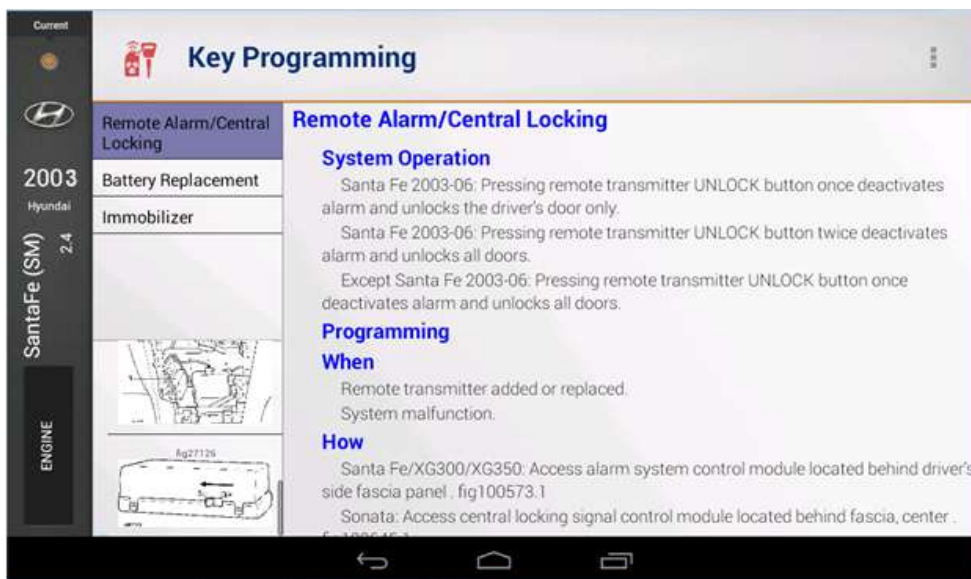 Current
Key Programming
2003
Hyundai
SantaFe (SM)
2.4
ENGINE
Remote Alarm/Central
Locking
Battery Replacement
Immobilizer
fig27126
Remote Alarm/Central Locking
System Operation
Santa Fe 2003-06: Pressing remote transmitter UNLOCK button once deactivates
alarm and unlocks the driver's door only.
Santa Fe 2003-06: Pressing remote transmitter UNLOCK button twice deactivates
alarm and unlocks all doors.
Except Santa Fe 2003-06: Pressing remote transmitter UNLOCK button once
deactivates alarm and unlocks all doors.
Programming
When
Remote transmitter added or replaced.
System malfunction.
How
Santa Fe/XG300/XG350: Access alarm system control module located behind driver's
side fascia panel . fig100573.1
Sonata: Access central locking signal control module located behind fascia, center .